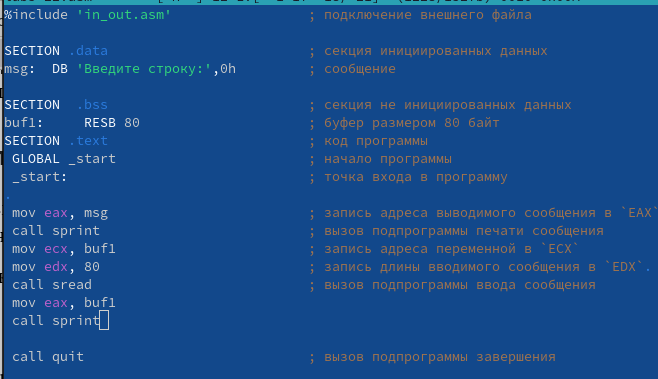 %include 'in_out.asm' ; подключение внешнего файла
SECTION .data ; секция инициированных данных
msg: DB 'Введите строку:',0h ; сообщение
SECTION .bss ; секция не инициированных данных
buf1: RESB 80 ; буфер размером 80 байт
SECTION .text ; код программы
GLOBAL _start ; начало программы
_start: ; точка входа в программу
.
mov eax, msg ; запись адреса выводимого сообщения в `EAX`
call sprint ; вызов подпрограммы печати сообщения
mov ecx, buf1 ; запись адреса переменной в `ECX`
mov edx, 80 ; запись длины вводимого сообщения в `EDX`.
call sread ; вызов подпрограммы ввода сообщения
mov eax, buf1
call sprint
call quit ; вызов подпрограммы завершения